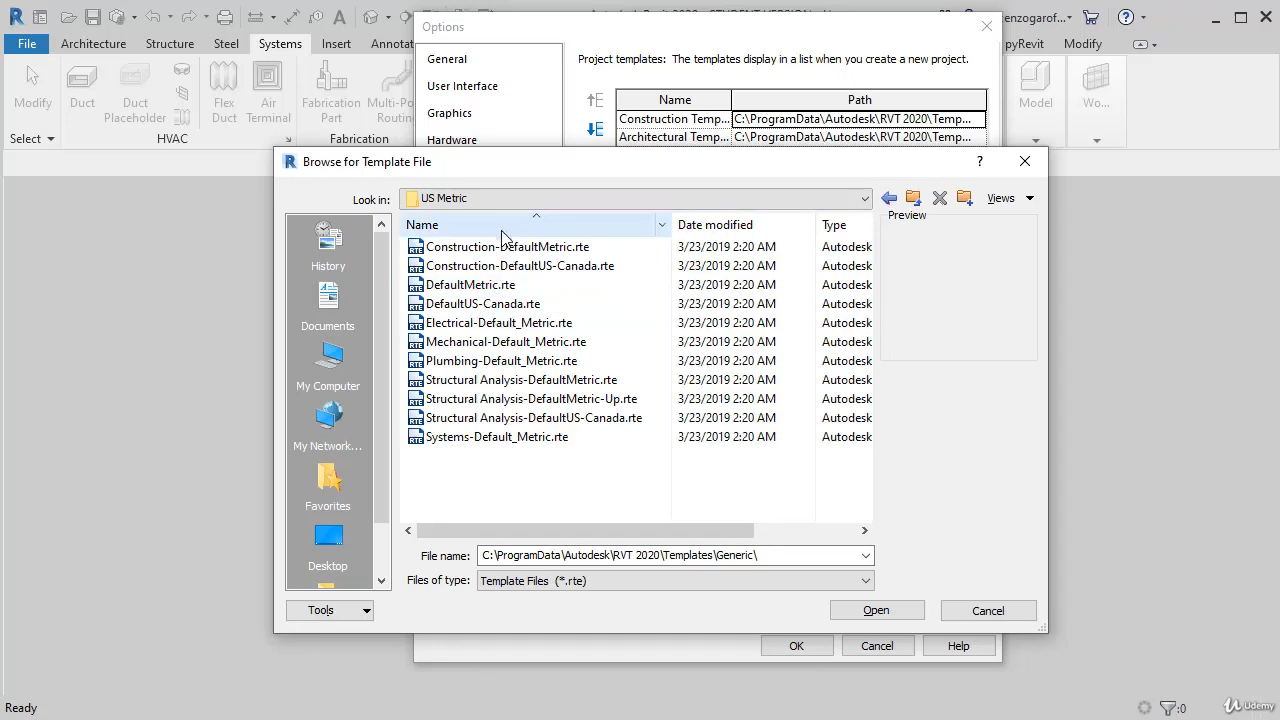 enzogarof...
File
Architecture
Structure
Steel
Systems
Insert
Annotat
pyRevit
Modify
Modify
Duct
Duct
Placeholder
Flex
Duct
Air
Terminal
Fabrication
Part
Multi-Po
Model
Wo...
Select
HVAC
Fabrication
Options
General
User Interface
Graphics
Hardware
Project templates: The templates display in a list when you create a new project.
Name Path
Construction Temp... C:\ProgramData\Autodesk\RVT 2020\Temp...
Architectural Temp... C:\ProgramData\Autodesk\RVT 2020\Temp...
Browse for Template File
Look in: US Metric
Views
Preview
Name Date modified Type
Construction-DefaultMetric.rte 3/23/2019 2:20 AM Autodesk
Construction-DefaultUS-Canada.rte 3/23/2019 2:20 AM Autodesk
DefaultMetric.rte 3/23/2019 2:20 AM Autodesk
DefaultUS-Canada.rte 3/23/2019 2:20 AM Autodesk
Electrical-Default_Metric.rte 3/23/2019 2:20 AM Autodesk
Mechanical-Default_Metric.rte 3/23/2019 2:20 AM Autodesk
Plumbing-Default_Metric.rte 3/23/2019 2:20 AM Autodesk
Structural Analysis-DefaultMetric.rte 3/23/2019 2:20 AM Autodesk
Structural Analysis-DefaultMetric-Up.rte 3/23/2019 2:20 AM Autodesk
Structural Analysis-DefaultUS-Canada.rte 3/23/2019 2:20 AM Autodesk
Systems-Default_Metric.rte 3/23/2019 2:20 AM Autodesk
History
Documents
My Computer
My Network...
Favorites
Desktop
File name: C:\ProgramData\Autodesk\RVT 2020\Templates\Generic\
Files of type: Template Files (*.rte)
Tools
Open
Cancel
OK
Cancel
Help
Ready
:0
Udemy